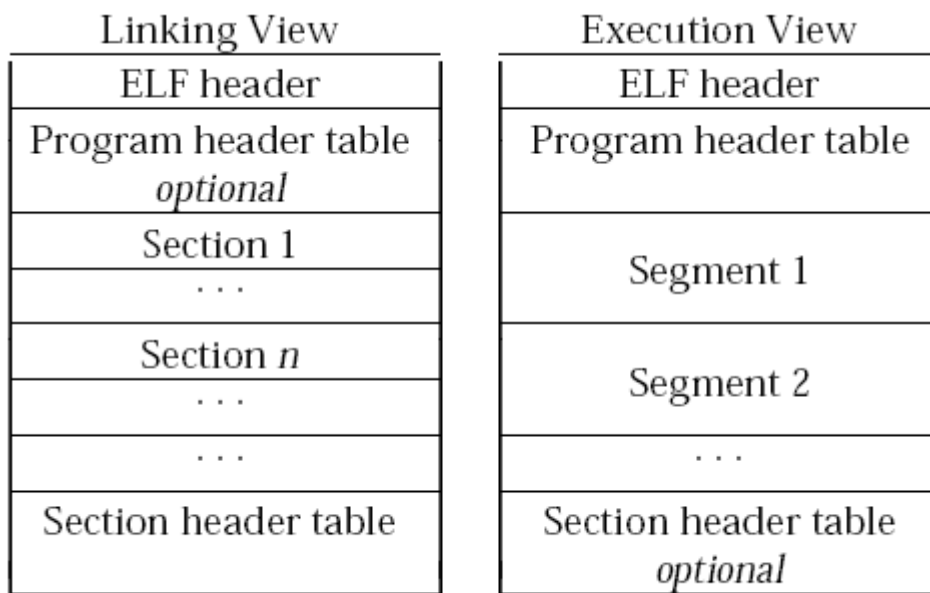 Linking View
ELF header
Program header table
optional
Section 1
. . .
Section n
. . .
. . .
Section header table
Execution View
ELF header
Program header table
Segment 1
Segment 2
. . .
Section header table
optional